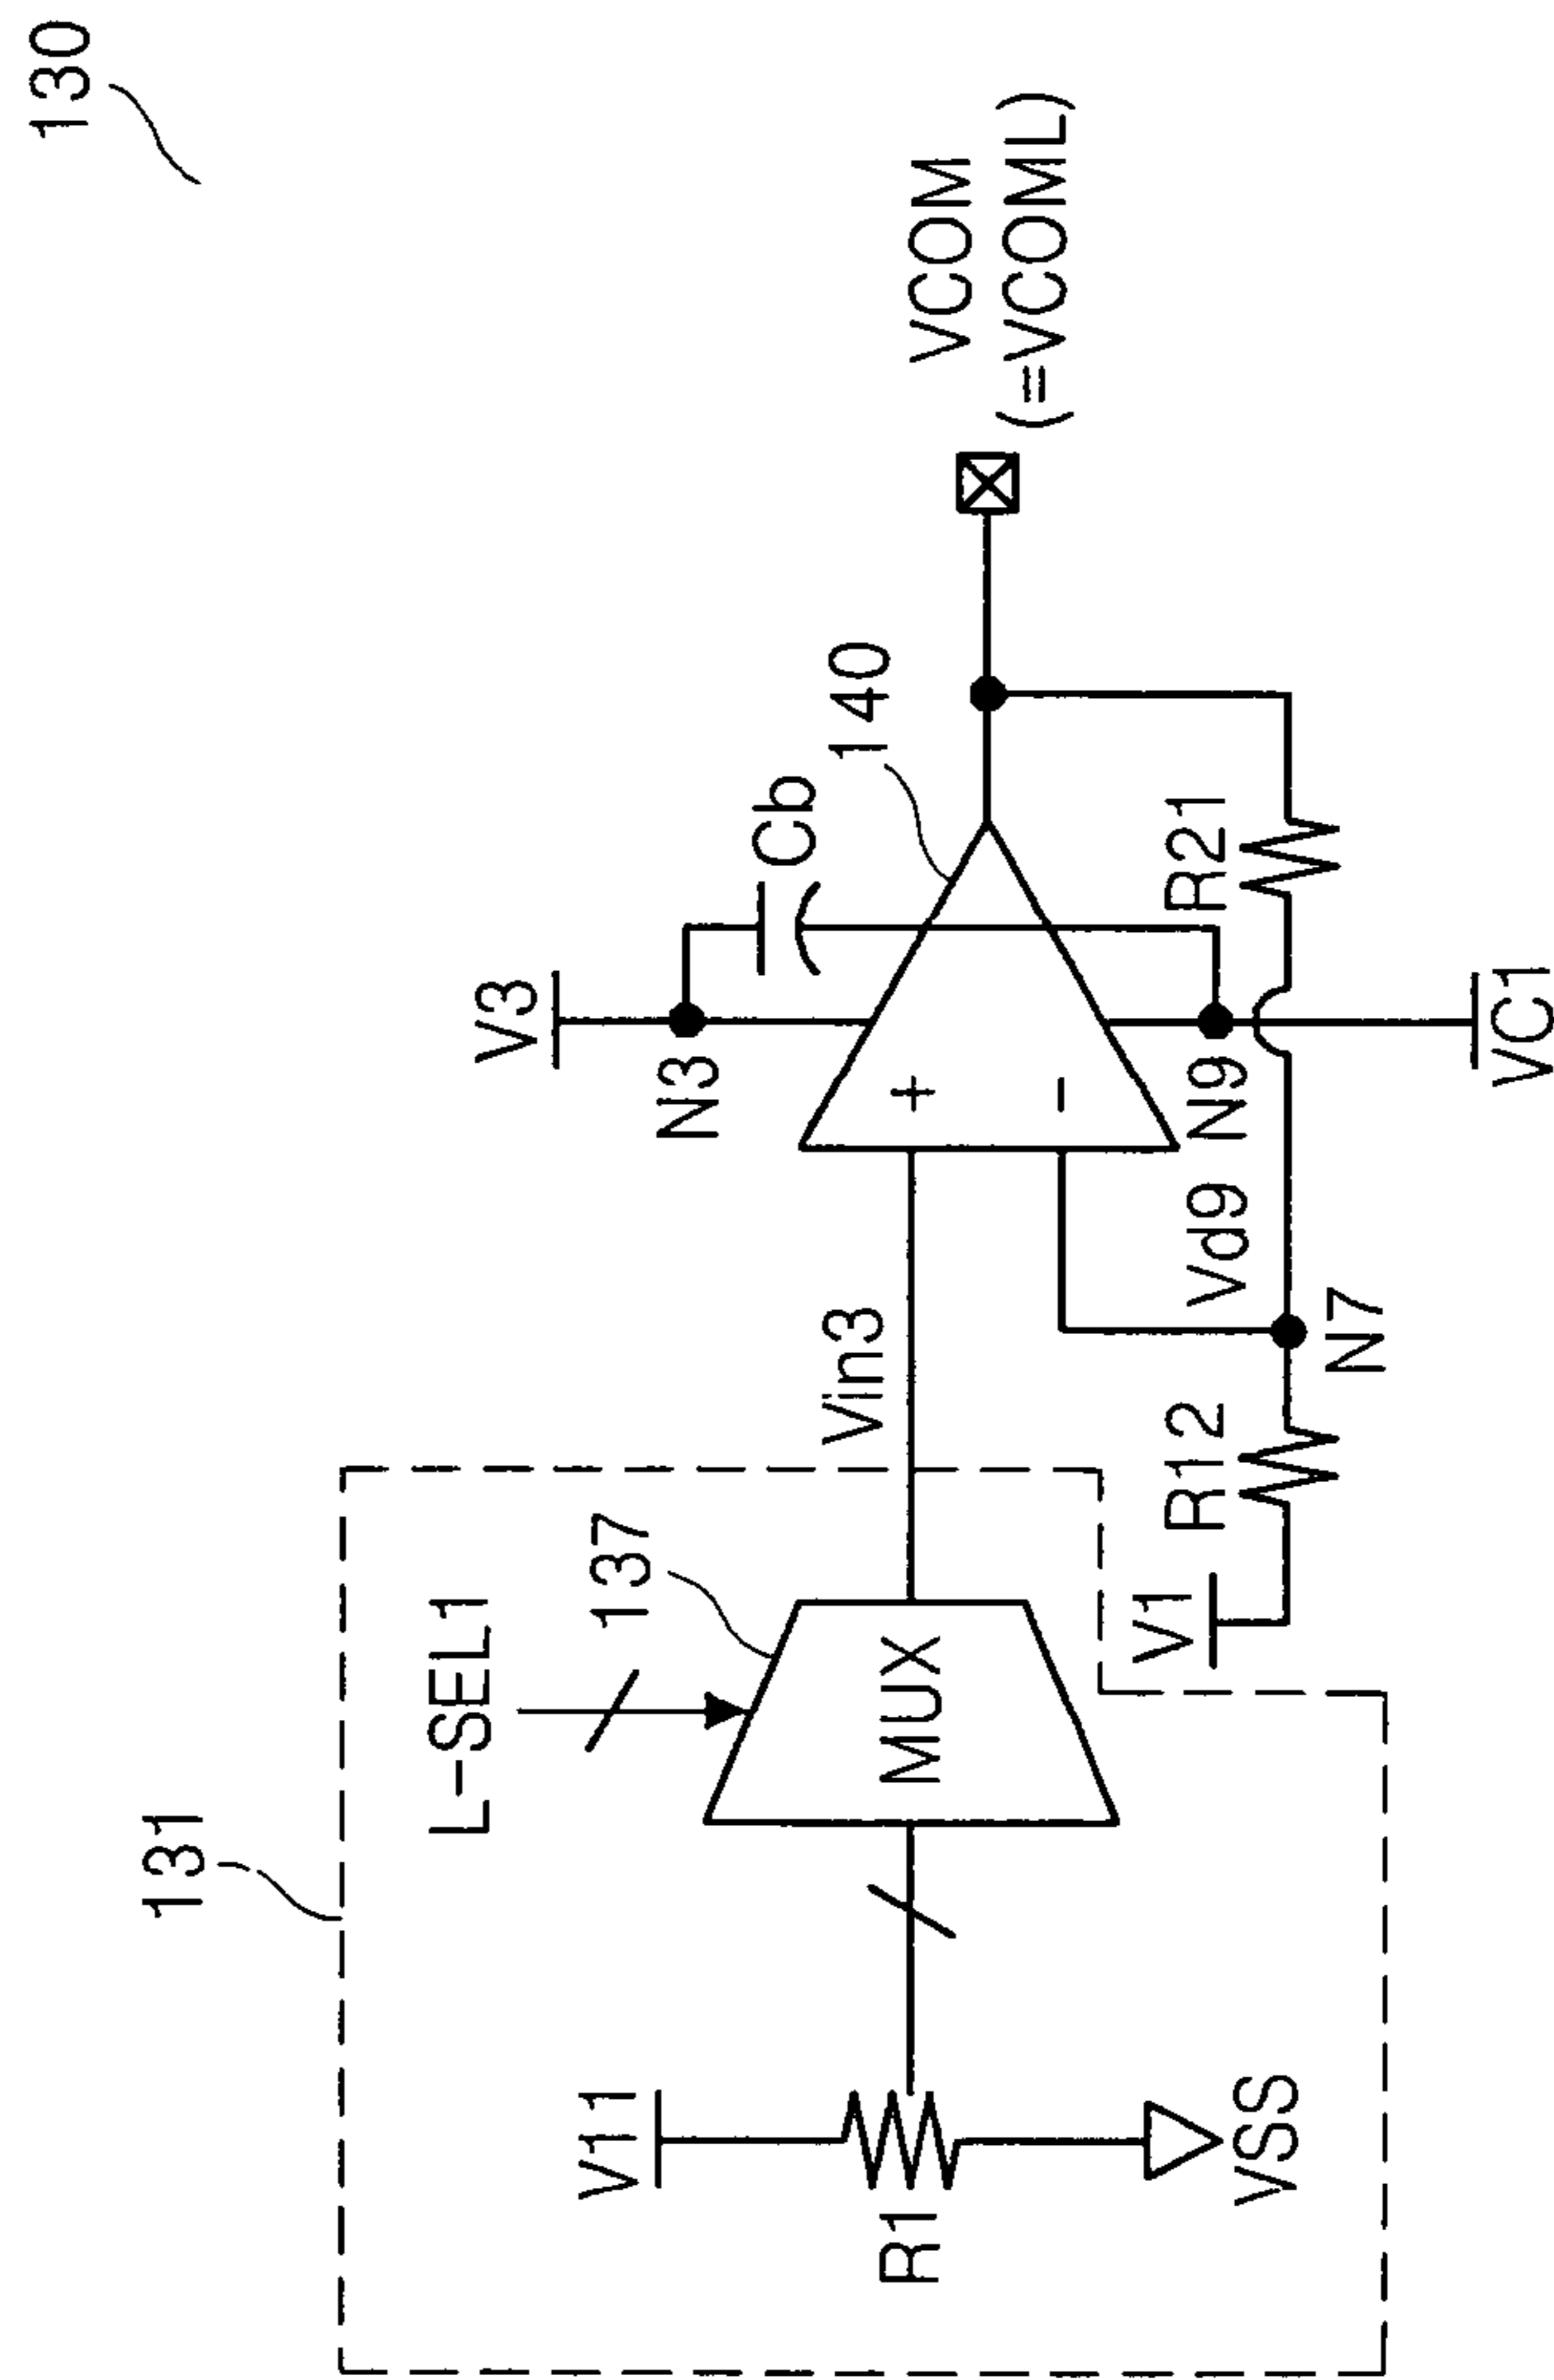 130
131
L-SEL1
137
V11
R1
VSS
MUX
Vin3
V3
N3
Cb
140
+
-
VCOM
(=VCOML)
V1
R12
N7
Vd9
N9
R21
VC1